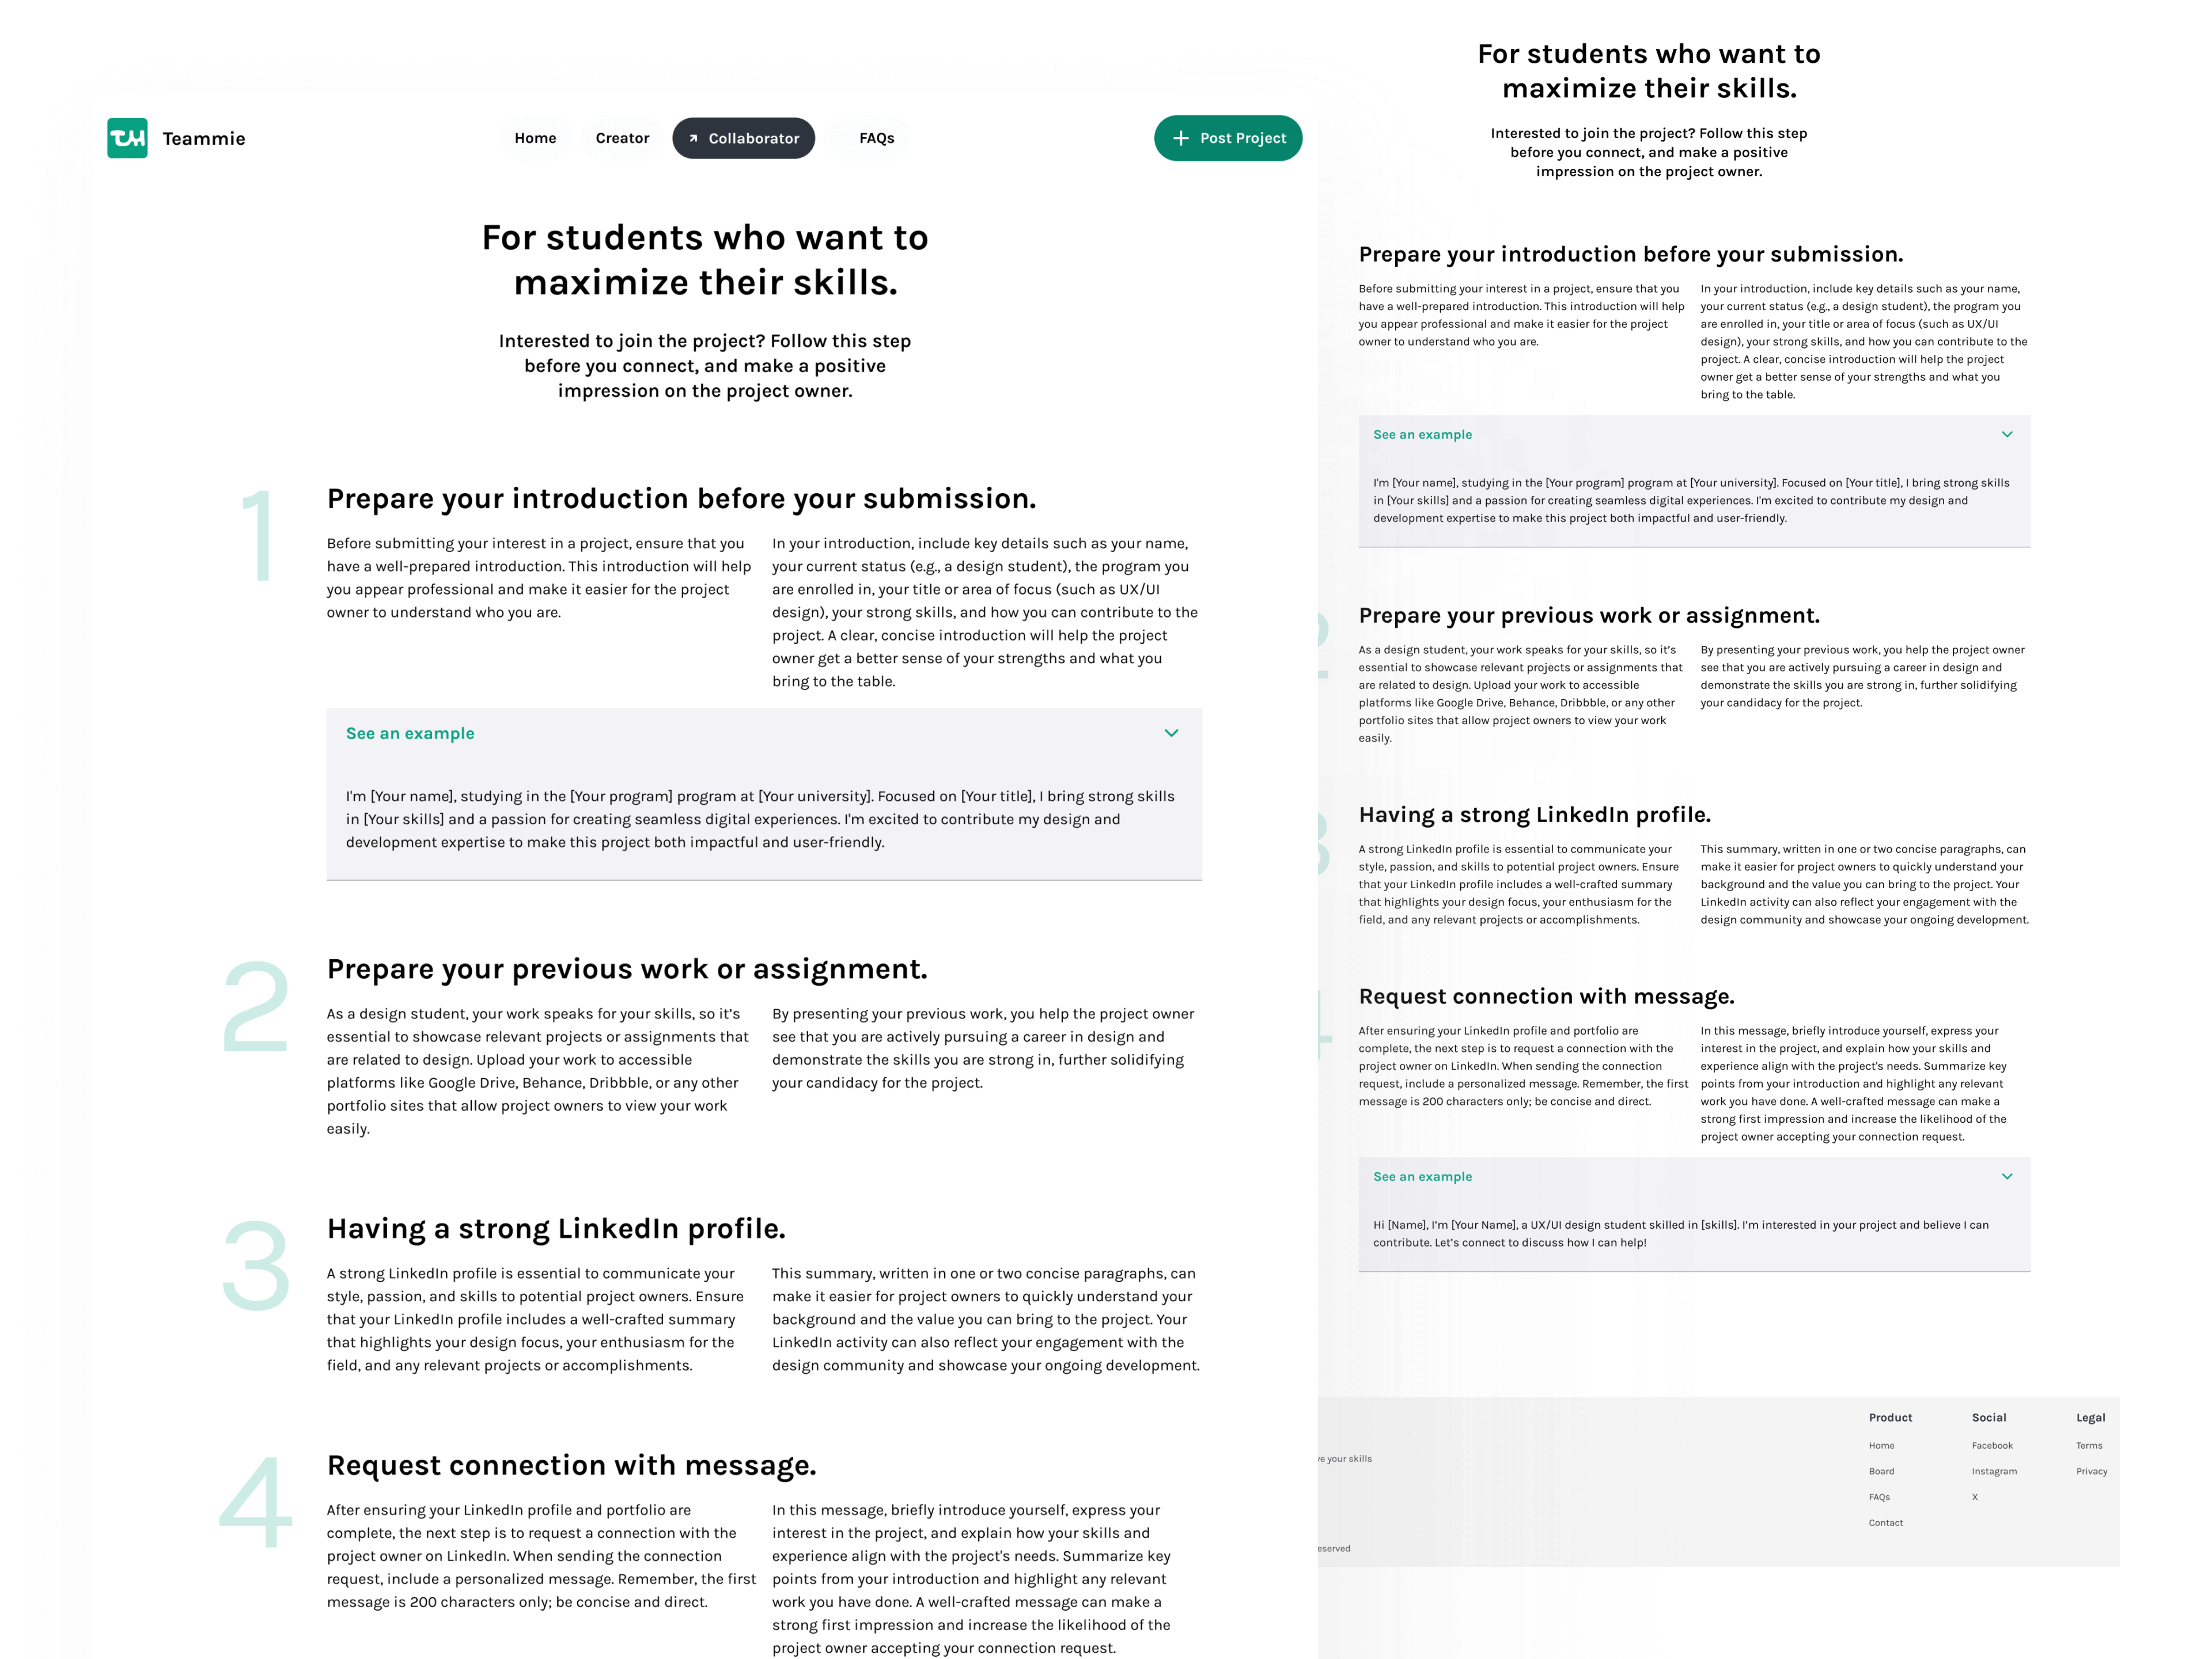 Teammie
Home
Creator
Collaborator
FAQs
Post Project
For students who want to
maximize their skills.
Interested to join the project? Follow this step
before you connect, and make a positive
impression on the project owner.
1
Prepare your introduction before your submission.
Before submitting your interest in a project, ensure that you
have a well-prepared introduction. This introduction will help
you appear professional and make it easier for the project
owner to understand who you are.
In your introduction, include key details such as your name,
your current status (e.g., a design student), the program you
are enrolled in, your title or area of focus (such as UX/UI
design), your strong skills, and how you can contribute to the
project. A clear, concise introduction will help the project
owner get a better sense of your strengths and what you
bring to the table.
See an example
I'm [Your name], studying in the [Your program] program at [Your university]. Focused on [Your title], I bring strong skills
in [Your skills] and a passion for creating seamless digital experiences. I'm excited to contribute my design and
development expertise to make this project both impactful and user-friendly.
2
Prepare your previous work or assignment.
As a design student, your work speaks for your skills, so it's
essential to showcase relevant projects or assignments that
are related to design. Upload your work to accessible
platforms like Google Drive, Behance, Dribbble, or any other
portfolio sites that allow project owners to view your work
easily.
By presenting your previous work, you help the project owner
see that you are actively pursuing a career in design and
demonstrate the skills you are strong in, further solidifying
your candidacy for the project.
3
Having a strong LinkedIn profile.
A strong LinkedIn profile is essential to communicate your
style, passion, and skills to potential project owners. Ensure
that your LinkedIn profile includes a well-crafted summary
that highlights your design focus, your enthusiasm for the
field, and any relevant projects or accomplishments.
This summary, written in one or two concise paragraphs, can
make it easier for project owners to quickly understand your
background and the value you can bring to the project. Your
LinkedIn activity can also reflect your engagement with the
design community and showcase your ongoing development.
4
Request connection with message.
After ensuring your LinkedIn profile and portfolio are
complete, the next step is to request a connection with the
project owner on LinkedIn. When sending the connection
request, include a personalized message. Remember, the first
message is 200 characters only; be concise and direct.
In this message, briefly introduce yourself, express your
interest in the project, and explain how your skills and
experience align with the project's needs. Summarize key
points from your introduction and highlight any relevant
work you have done. A well-crafted message can make a
strong first impression and increase the likelihood of the
project owner accepting your connection request.
For students who want to
maximize their skills.
Interested to join the project? Follow this step
before you connect, and make a positive
impression on the project owner.
Prepare your introduction before your submission.
Before submitting your interest in a project, ensure that you
have a well-prepared introduction. This introduction will help
you appear professional and make it easier for the project
owner to understand who you are.
In your introduction, include key details such as your name,
your current status (e.g., a design student), the program you
are enrolled in, your title or area of focus (such as UX/UI
design), your strong skills, and how you can contribute to the
project. A clear, concise introduction will help the project
owner get a better sense of your strengths and what you
bring to the table.
See an example
I'm [Your name], studying in the [Your program] program at [Your university]. Focused on [Your title], I bring strong skills
in [Your skills] and a passion for creating seamless digital experiences. I'm excited to contribute my design and
development expertise to make this project both impactful and user-friendly.
Prepare your previous work or assignment.
As a design student, your work speaks for your skills, so it's
essential to showcase relevant projects or assignments that
are related to design. Upload your work to accessible
platforms like Google Drive, Behance, Dribbble, or any other
portfolio sites that allow project owners to view your work
easily.
By presenting your previous work, you help the project owner
see that you are actively pursuing a career in design and
demonstrate the skills you are strong in, further solidifying
your candidacy for the project.
Having a strong LinkedIn profile.
A strong LinkedIn profile is essential to communicate your
style, passion, and skills to potential project owners. Ensure
that your LinkedIn profile includes a well-crafted summary
that highlights your design focus, your enthusiasm for the
field, and any relevant projects or accomplishments.
This summary, written in one or two concise paragraphs, can
make it easier for project owners to quickly understand your
background and the value you can bring to the project. Your
LinkedIn activity can also reflect your engagement with the
design community and showcase your ongoing development.
Request connection with message.
After ensuring your LinkedIn profile and portfolio are
complete, the next step is to request a connection with the
project owner on LinkedIn. When sending the connection
request, include a personalized message. Remember, the first
message is 200 characters only; be concise and direct.
In this message, briefly introduce yourself, express your
interest in the project, and explain how your skills and
experience align with the project's needs. Summarize key
points from your introduction and highlight any relevant
work you have done. A well-crafted message can make a
strong first impression and increase the likelihood of the
project owner accepting your connection request.
See an example
Hi [Name], I'm [Your Name], a UX/UI design student skilled in [skills]. I'm interested in your project and believe I can
contribute. Let's connect to discuss how I can help!
your skills
Product
Home
Board
FAQs
Contact
Social
Facebook
Instagram
X
Legal
Terms
Privacy